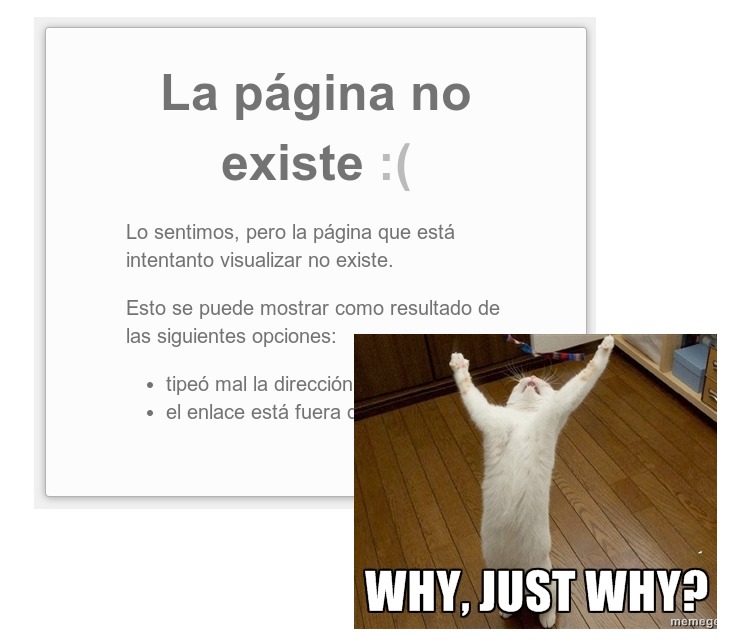 La página no
existe :(
Lo sentimos, pero la página que está
intentanto visualizar no existe.
Esto se puede mostrar como resultado de
las siguientes opciones:
• tipeó mal la dirección
• el enlace está fuera
WHY, JUST WHY?